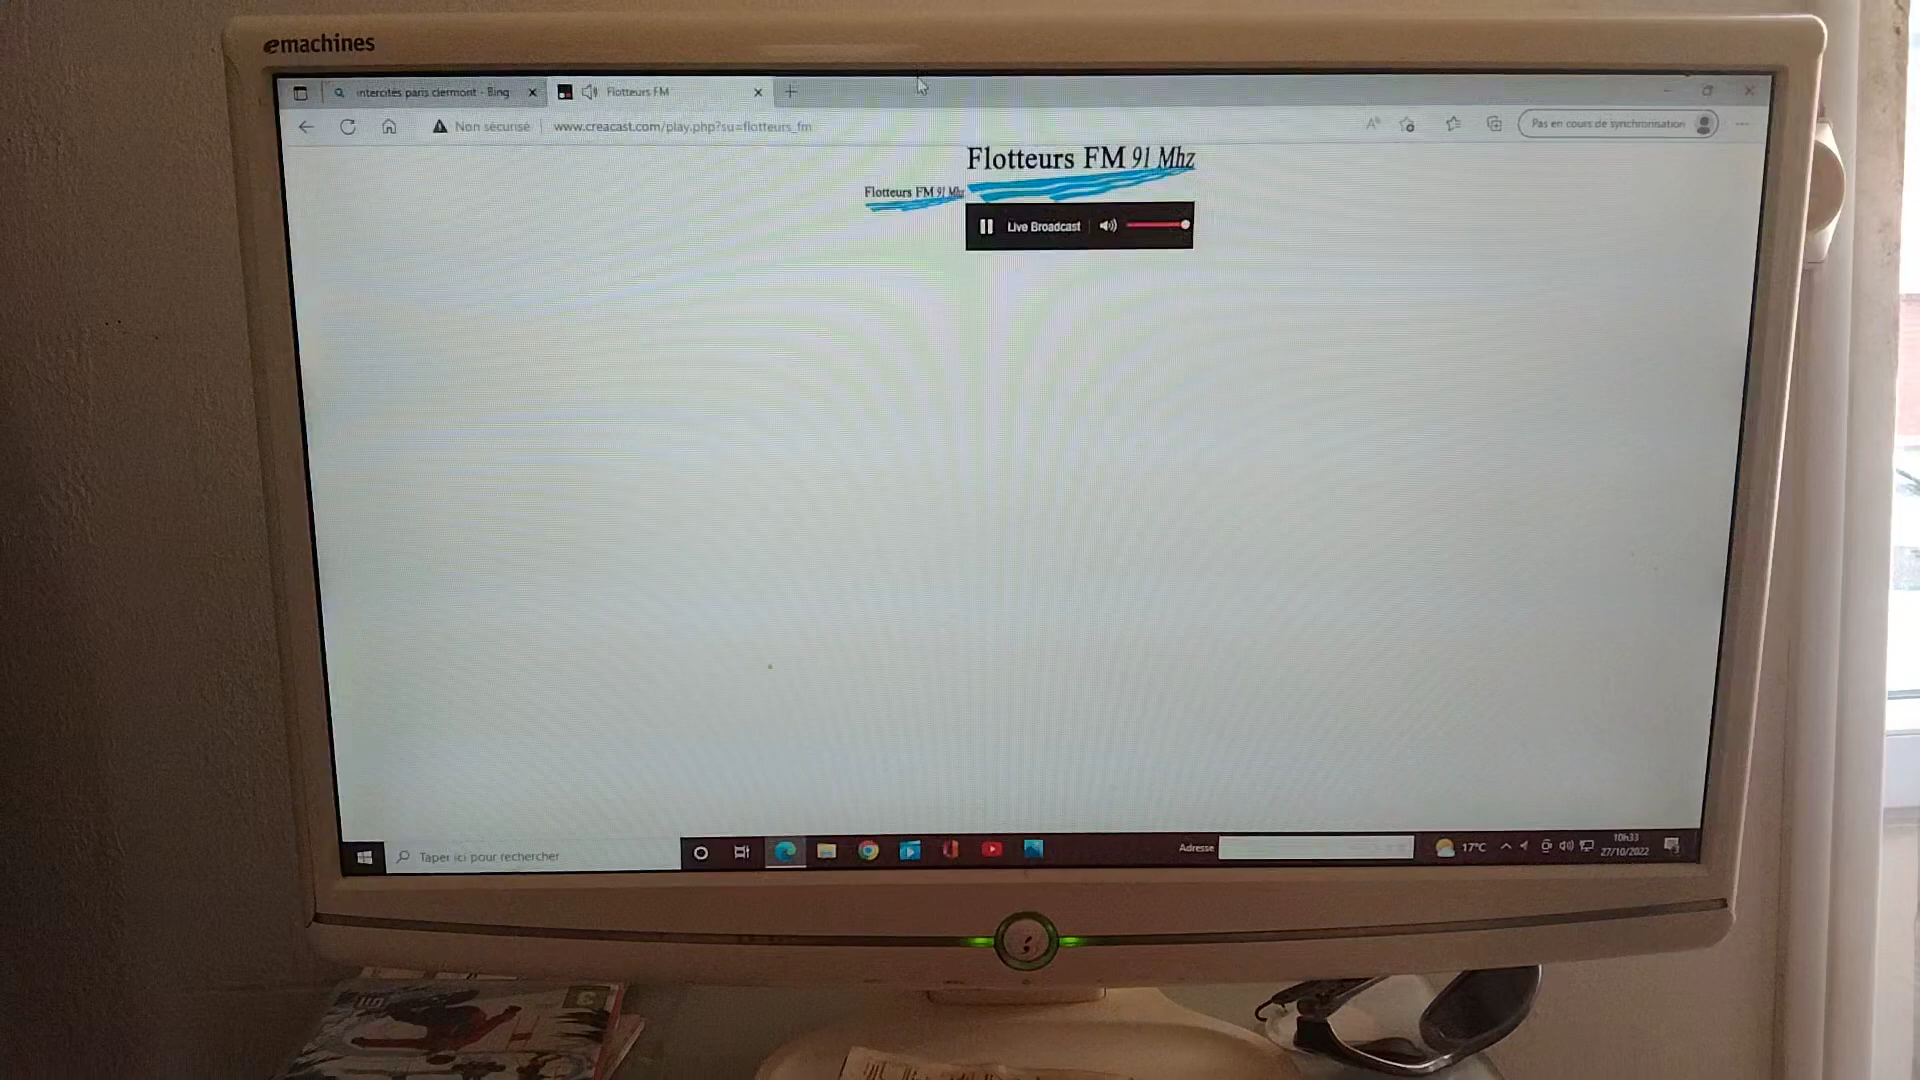 emachines
intercités paris clermont - Bing
Flotteurs FM
Non sécurisé
www.creacast.com/play.php?su=flotteurs_fm
Pas en cours de synchronisation
Flotteurs FM 91 Mhz
Flotteurs FM 91 Mhz
Live Broadcast
Taper ici pour rechercher
Adresse
17°C
10h33
27/10/2022